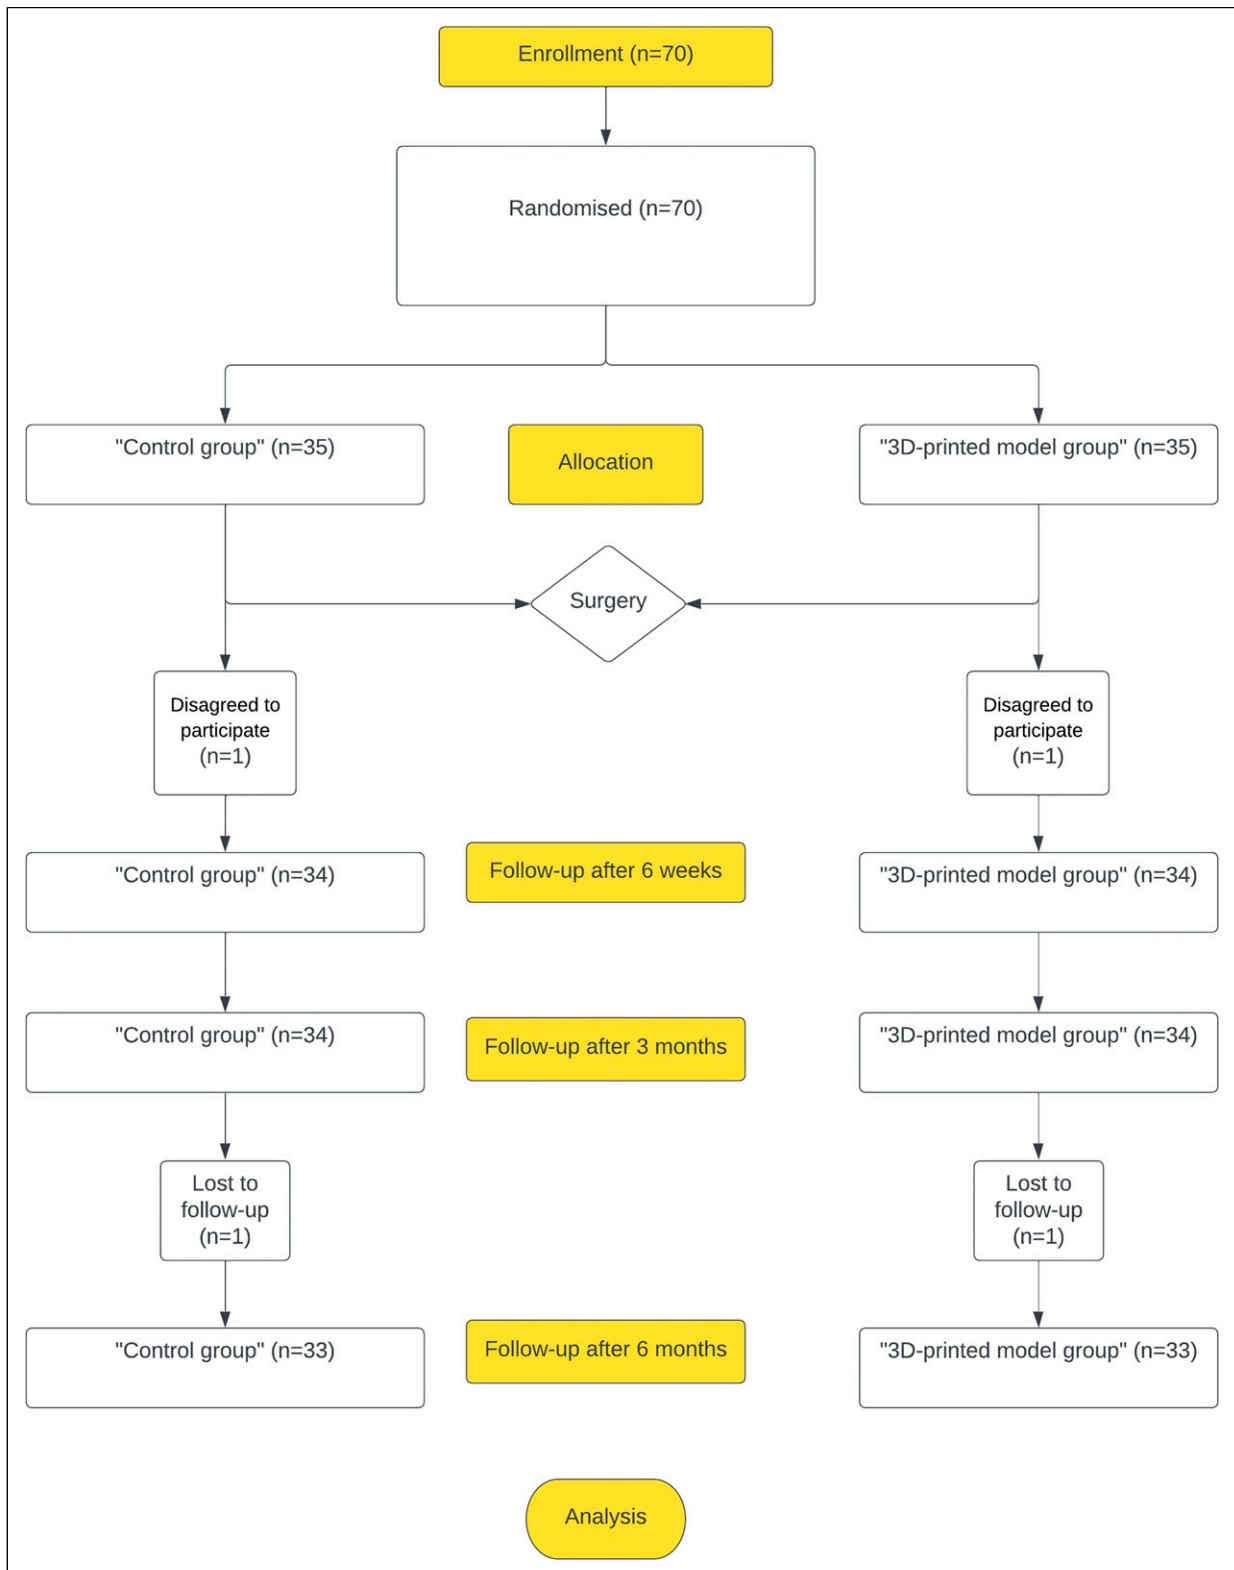 Enrollment (n=70)
Randomised (n=70)
"Control group" (n=35)
Allocation
"3D-printed model group" (n=35)
Surgery
Disagreed to
participate
(n=1)
Disagreed to
participate
(n=1)
"Control group" (n=34)
Follow-up after 6 weeks
"3D-printed model group" (n=34)
"Control group" (n=34)
Follow-up after 3 months
"3D-printed model group" (n=34)
Lost to
follow-up
(n=1)
Lost to
follow-up
(n=1)
"Control group" (n=33)
Follow-up after 6 months
"3D-printed model group" (n=33)
Analysis